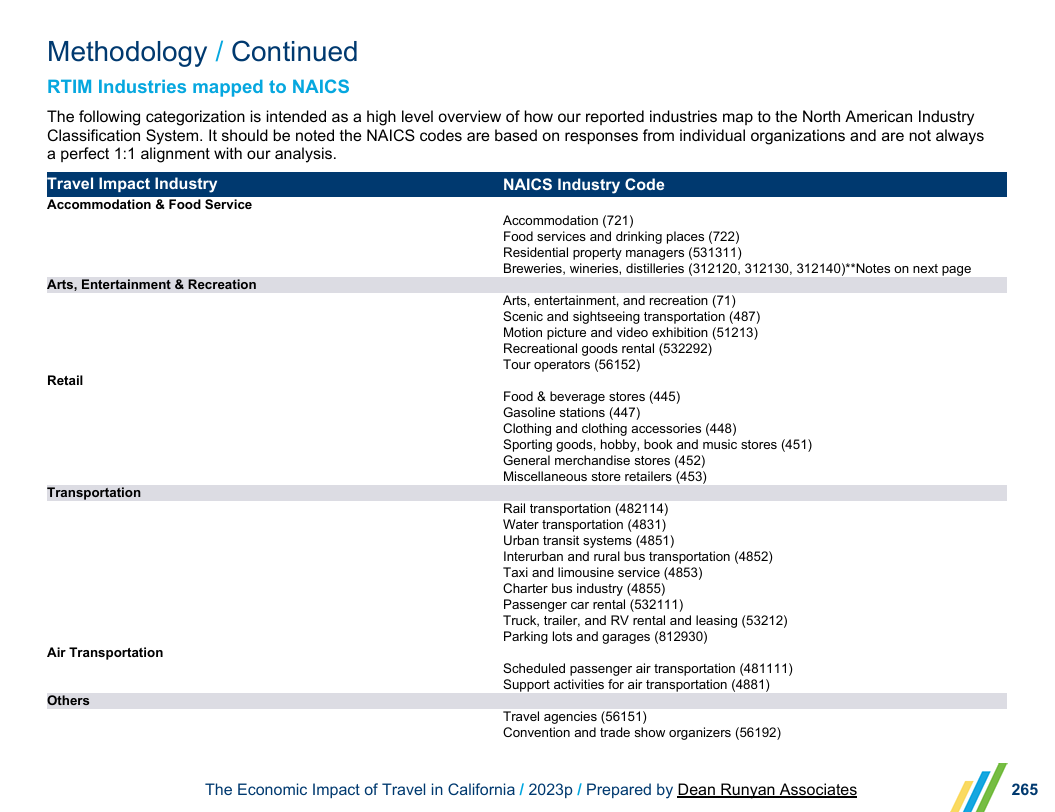 Methodology / Continued
RTIM Industries mapped to NAICS
The following categorization is intended as a high level overview of how our reported industries map to the North American Industry
Classification System. It should be noted the NAICS codes are based on responses from individual organizations and are not always
a perfect 1:1 alignment with our analysis.
Travel Impact Industry NAICS Industry Code
Accommodation & Food Service
Accommodation (721)
Food services and drinking places (722)
Residential property managers (531311)
Breweries, wineries, distilleries (312120, 312130, 312140)**Notes on next page
Arts, Entertainment & Recreation
Arts, entertainment, and recreation (71)
Scenic and sightseeing transportation (487)
Motion picture and video exhibition (51213)
Recreational goods rental (532292)
Tour operators (56152)
Retail
Food & beverage stores (445)
Gasoline stations (447)
Clothing and clothing accessories (448)
Sporting goods, hobby, book and music stores (451)
General merchandise stores (452)
Miscellaneous store retailers (453)
Transportation
Rail transportation (482114)
Water transportation (4831)
Urban transit systems (4851)
Interurban and rural bus transportation (4852)
Taxi and limousine service (4853)
Charter bus industry (4855)
Passenger car rental (532111)
Truck, trailer, and RV rental and leasing (53212)
Parking lots and garages (812930)
Air Transportation
Scheduled passenger air transportation (481111)
Support activities for air transportation (4881)
Others
Travel agencies (56151)
Convention and trade show organizers (56192)
The Economic Impact of Travel in California / 2023p / Prepared by Dean Runyan Associates
265